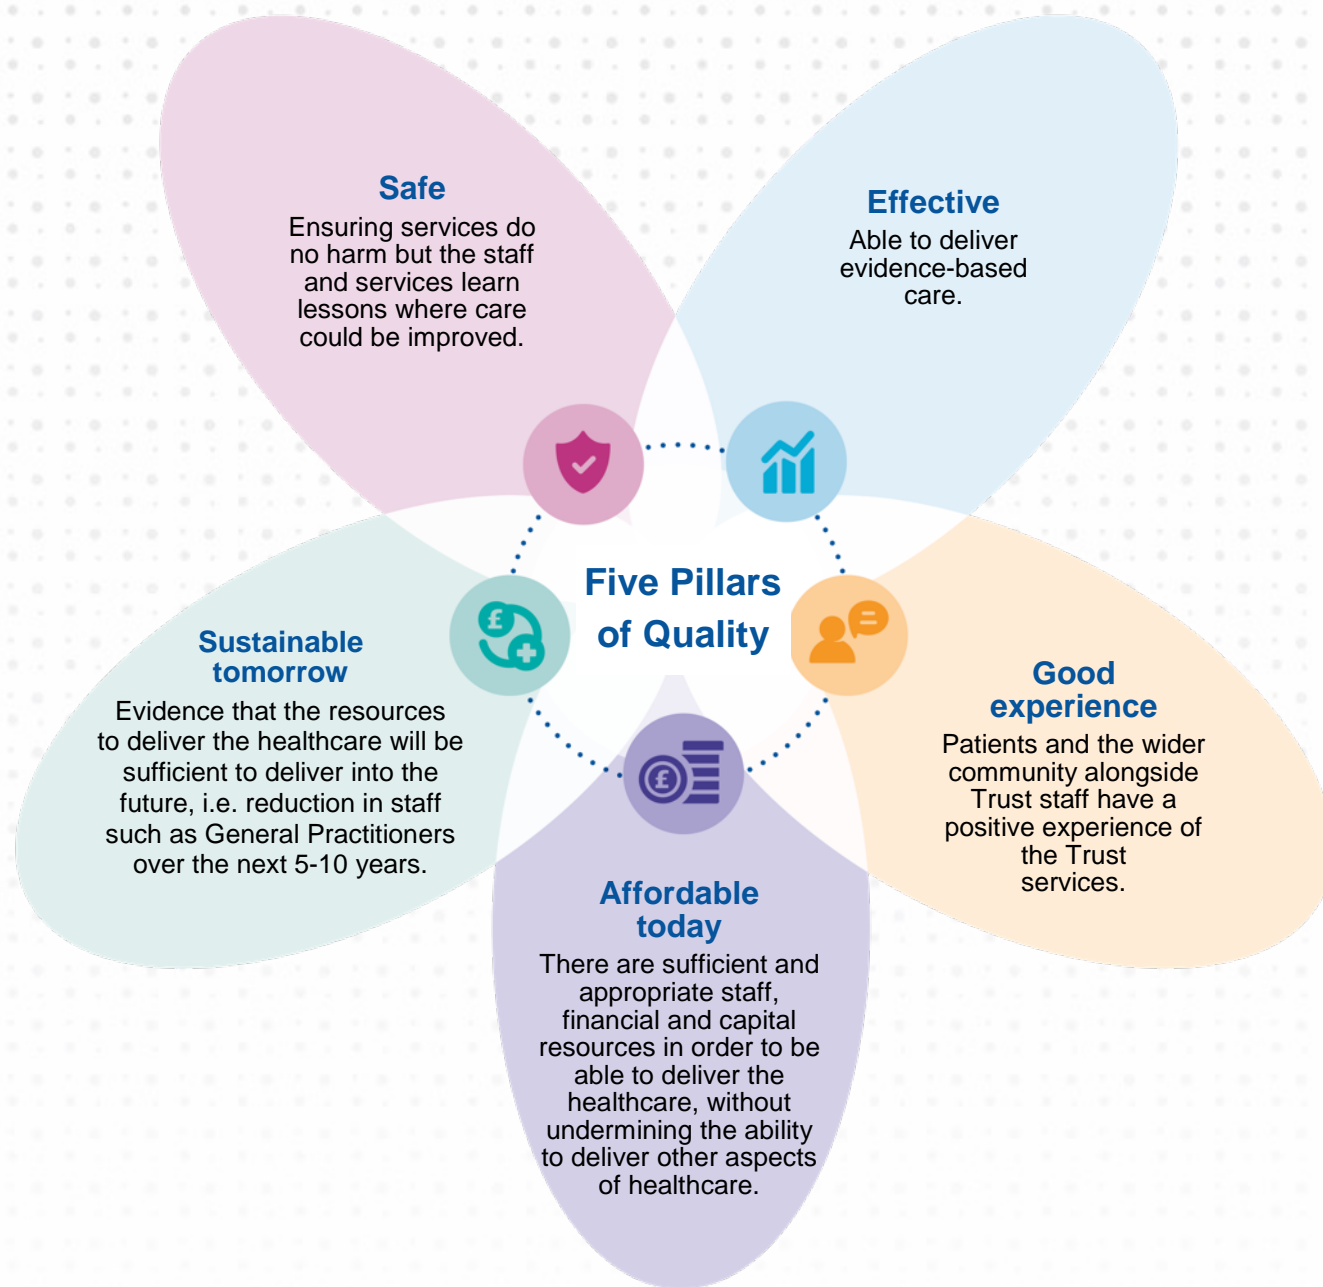 Safe
Ensuring services do
no harm but the staff
and services learn
lessons where care
could be improved.
Effective
Able to deliver
evidence-based
care.
Five Pillars
of Quality
£
Sustainable
tomorrow
Evidence that the resources
to deliver the healthcare will be
sufficient to deliver into the
future, i.e. reduction in staff
such as General Practitioners
over the next 5-10 years.
Good
experience
Patients and the wider
community alongside
Trust staff have a
positive experience of
the Trust
services.
£
Affordable
today
There are sufficient and
appropriate staff,
financial and capital
resources in order to be
able to deliver the
healthcare, without
undermining the ability
to deliver other aspects
of healthcare.